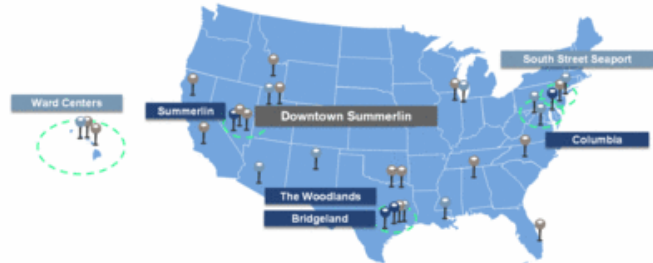 South Street Seaport
Ward Centers
Summerlin
Downtown Summerlin
Columbia
The Woodlands
Bridgeland